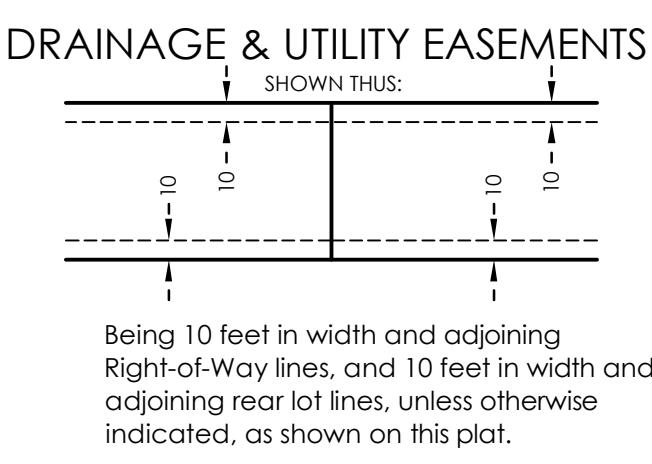 DRAINAGE & UTILITY EASEMENTS
SHOWN THUS:
10
10
10
10
Being 10 feet in width and adjoining
Right-of-Way lines, and 10 feet in width and
adjoining rear lot lines, unless otherwise
indicated, as shown on this plat.